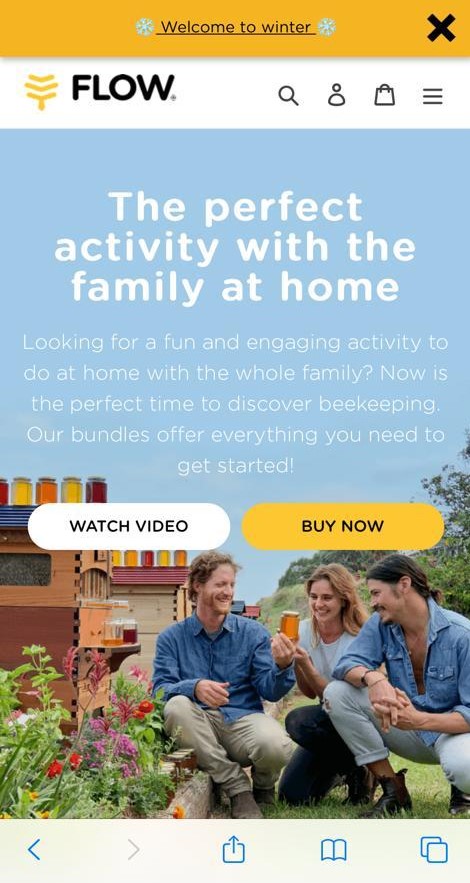 Welcome to winter
FLOW
The perfect
activity with the
family at home
Looking for a fun and engaging activity to
do at home with the whole family? Now is
the perfect time to discover beekeeping.
Our bundles offer everything you need to
get started!
WATCH VIDEO
BUY NOW